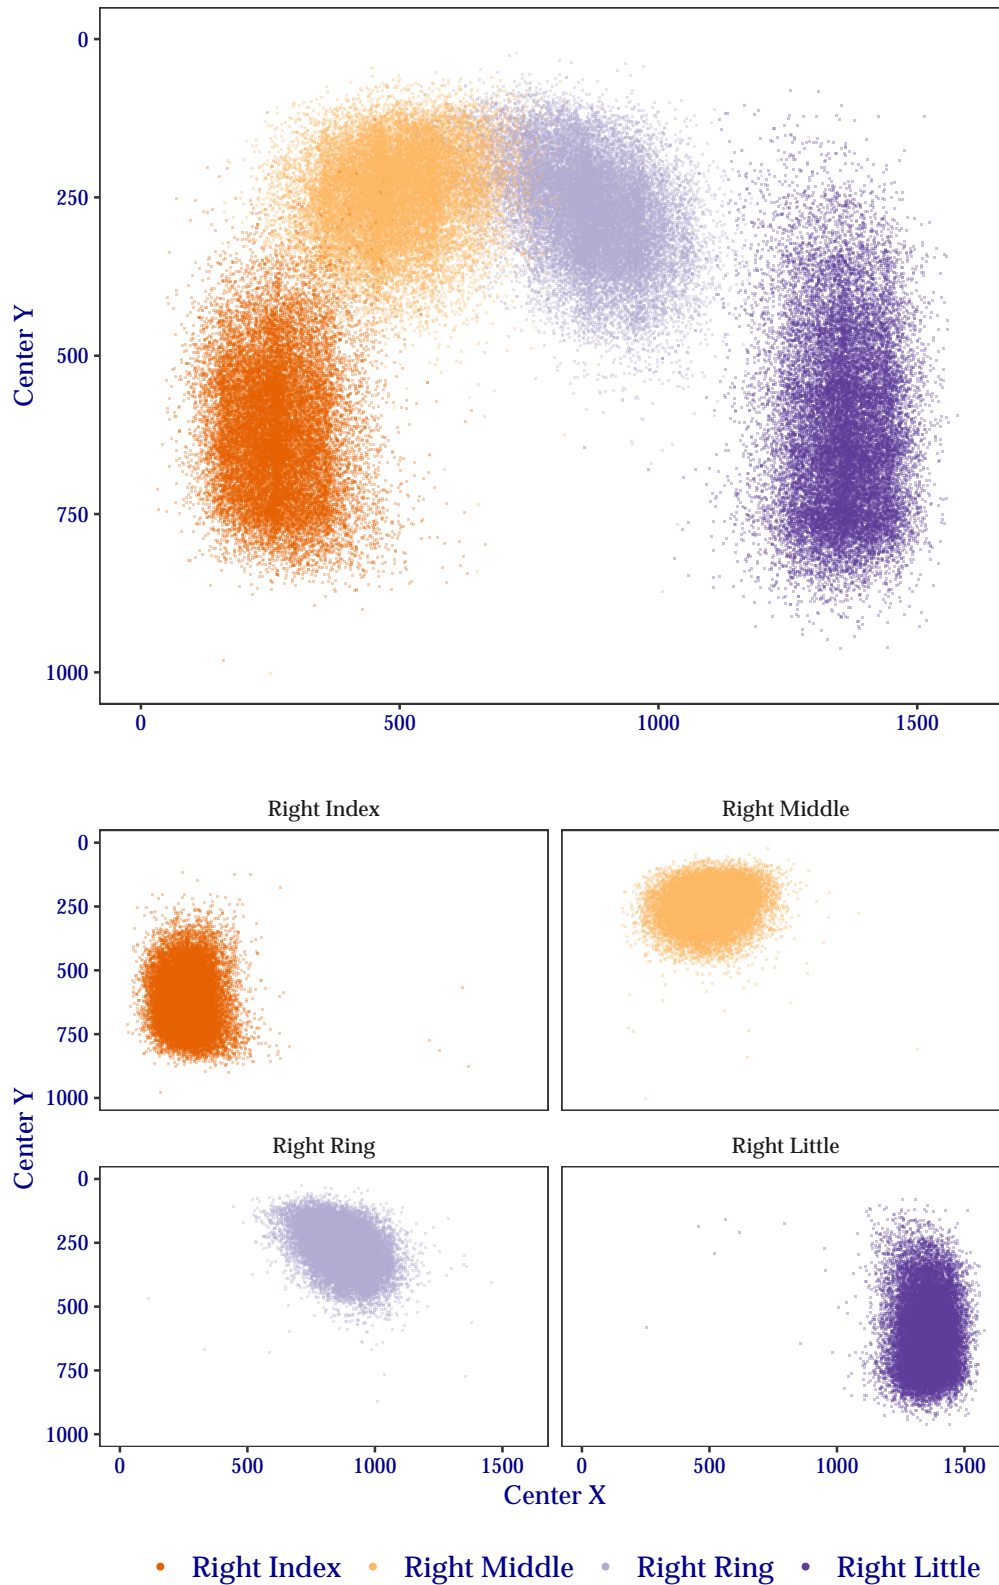 0
250
500
750
1000
Center Y
0 500 1000 1500
Right Index Right Middle
0
250
500
750
1000
Center Y
Right Ring Right Little
0
250
500
750
1000
0 500 1000 1500 0 500 1000 1500
Center X
Right Index Right Middle Right Ring Right Little